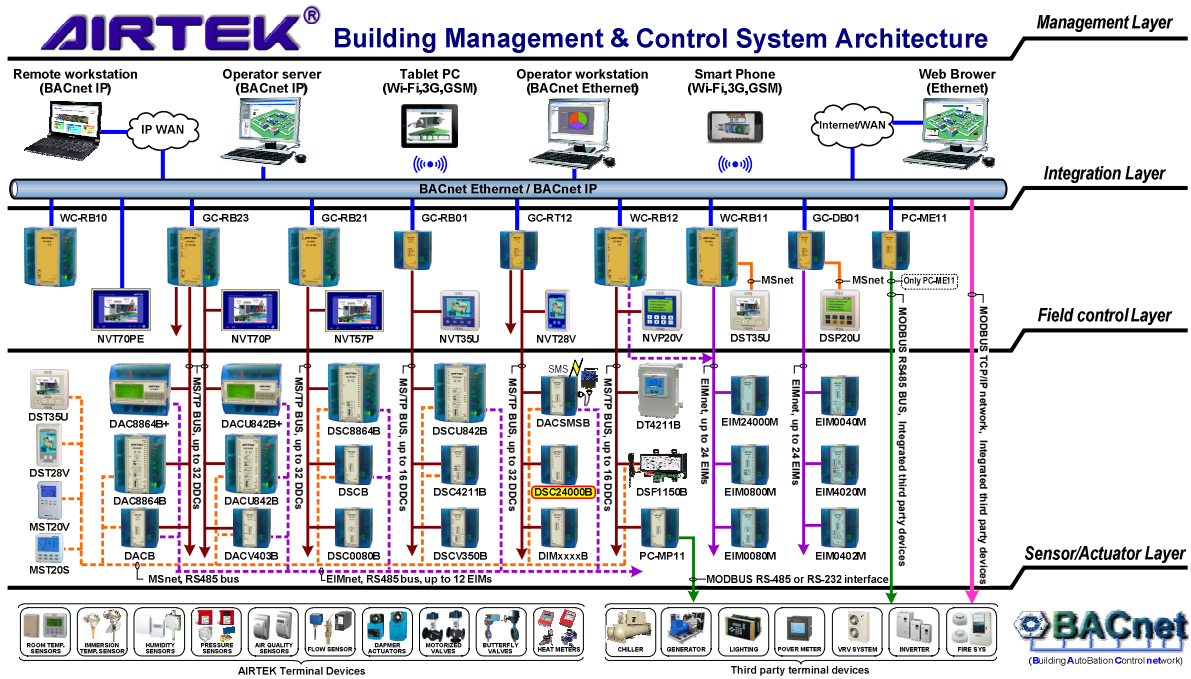 AIRTEK®
Building Management & Control System Architecture
Management Layer
Remote workstation
(BACnet IP)
Operator server
(BACnet IP)
Tablet PC
(Wi-Fi,3G,GSM)
Operator workstation
(BACnet Ethernet)
Smart Phone
(Wi-Fi,3G,GSM)
Web Brower
(Ethernet)
IP WAN
Internet/WAN
Integration Layer
BACnet Ethernet / BACnet IP
WC-RB10
GC-RB23
GC-RB21
GC-RB01
GC-RT12
WC-RB12
WC-RB11
GC-DB01
PC-ME11
MSnet
MSnet
Only PC-ME11
NVT70PE
NVT70P
NVT57P
NVT35U
NVT28V
NVP20V
DST35U
DSP20U
Field control Layer
MS/TP BUS, up to 32 DDCs
MS/TP BUS, up to 32 DDCs
MS/TP BUS, up to 16 DDCs
MS/TP BUS, up to 32 DDCs
MS/TP BUS, up to 16 DDCs
EIMnet, up to 24 EIMs
EIMnet, up to 24 EIMs
MODBUS RS485 BUS, Integrated third party devices
MODBUS TCP/IP network, Integrated third party devices
SMS
DST35U
DAC8864B+
DACU842B+
DSC8864B
DSCU842B
DACSMSB
DT4211B
EIM24000M
EIM0040M
DST28V
DAC8864B
DACU842B
DSCB
DSC4211B
DSC24000B
DSF1150B
EIM0800M
EIM4020M
MST20V
MST20S
DACB
DACV403B
DSC0080B
DSCV350B
DIMxxxxB
PC-MP11
EIM0080M
EIM0402M
Sensor/Actuator Layer
MSnet, RS485 bus
EIMnet, RS485 bus, up to 12 EIMs
MODBUS RS-485 or RS-232 interface
ROOM TEMP.
SENSORS
IMMERSION
TEMP. SENSOR
HUMIDITY
SENSORS
PRESSURE
SENSORS
AIR QUALITY
SENSORS
FLOW SENSOR
DAPMER
ACTUATORS
MOTORIZED
VALVES
BUTTERFLY
VALVES
HEAT METERS
CHILLER
GENERATOR
LIGHTING
POVER METER
VRV SYSTEM
INVERTER
FIRE SYS
AIRTEK Terminal Devices
Third party terminal devices
BACnet
(Building AutoBation Control network)